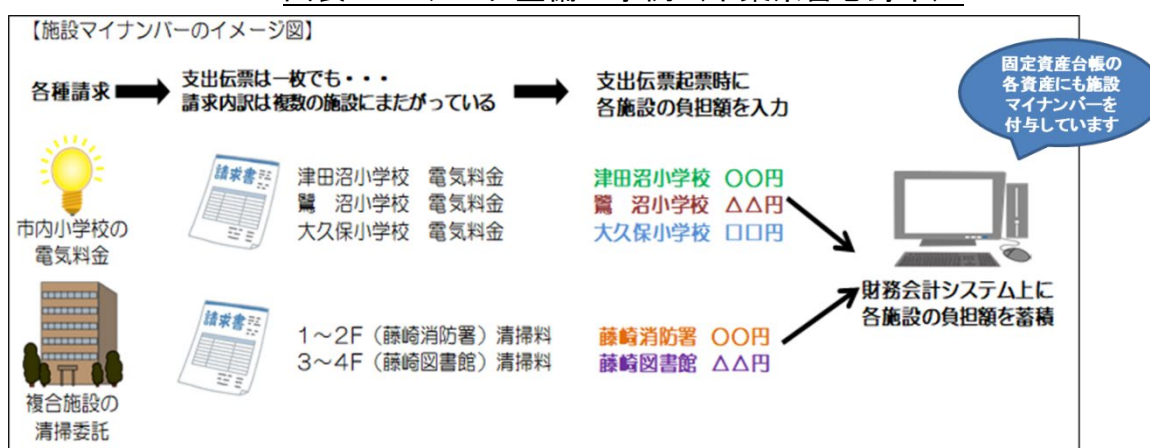 【施設マイナンバーのイメージ図】
各種請求
支出伝票は一枚でも・・・
請求内訳は複数の施設にまたがっている
支出伝票起票時に
各施設の負担額を入力
固定資産台帳の
各資産にも施設
マイナンバーを
付与しています
市内小学校の
電気料金
請求書
津田沼小学校 電気料金
鷺 沼小学校 電気料金
大久保小学校 電気料金
津田沼小学校 〇〇円
鷺 沼小学校 △△円
大久保小学校 □□円
財務会計システム上に
各施設の負担額を蓄積
複合施設の
清掃委託
請求書
1~2F(藤崎消防署)清掃料
3~4F(藤崎図書館)清掃料
藤崎消防署 〇〇円
藤崎図書館 △△円